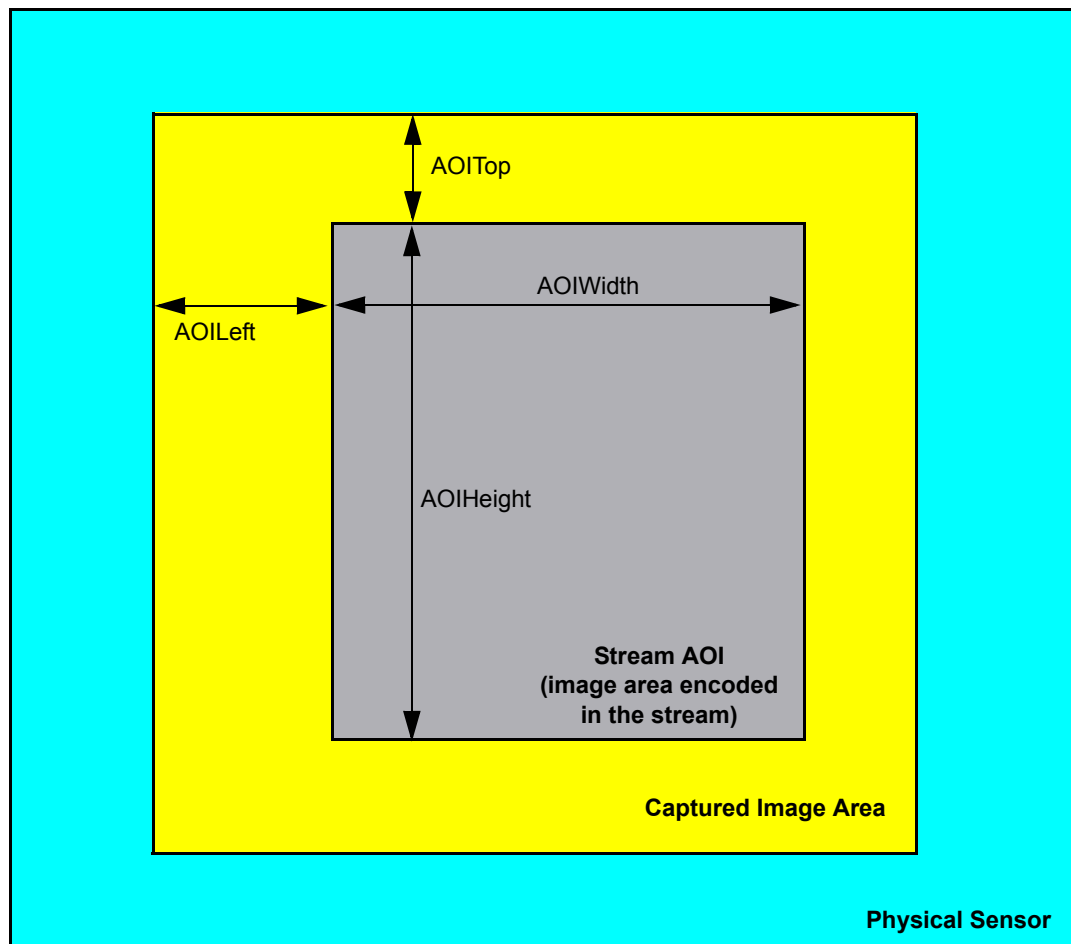 AOITop
AOIWidth
AOILeft
AOIHeight
Stream AOI
(image area encoded
in the stream)
Captured Image Area
Physical Sensor